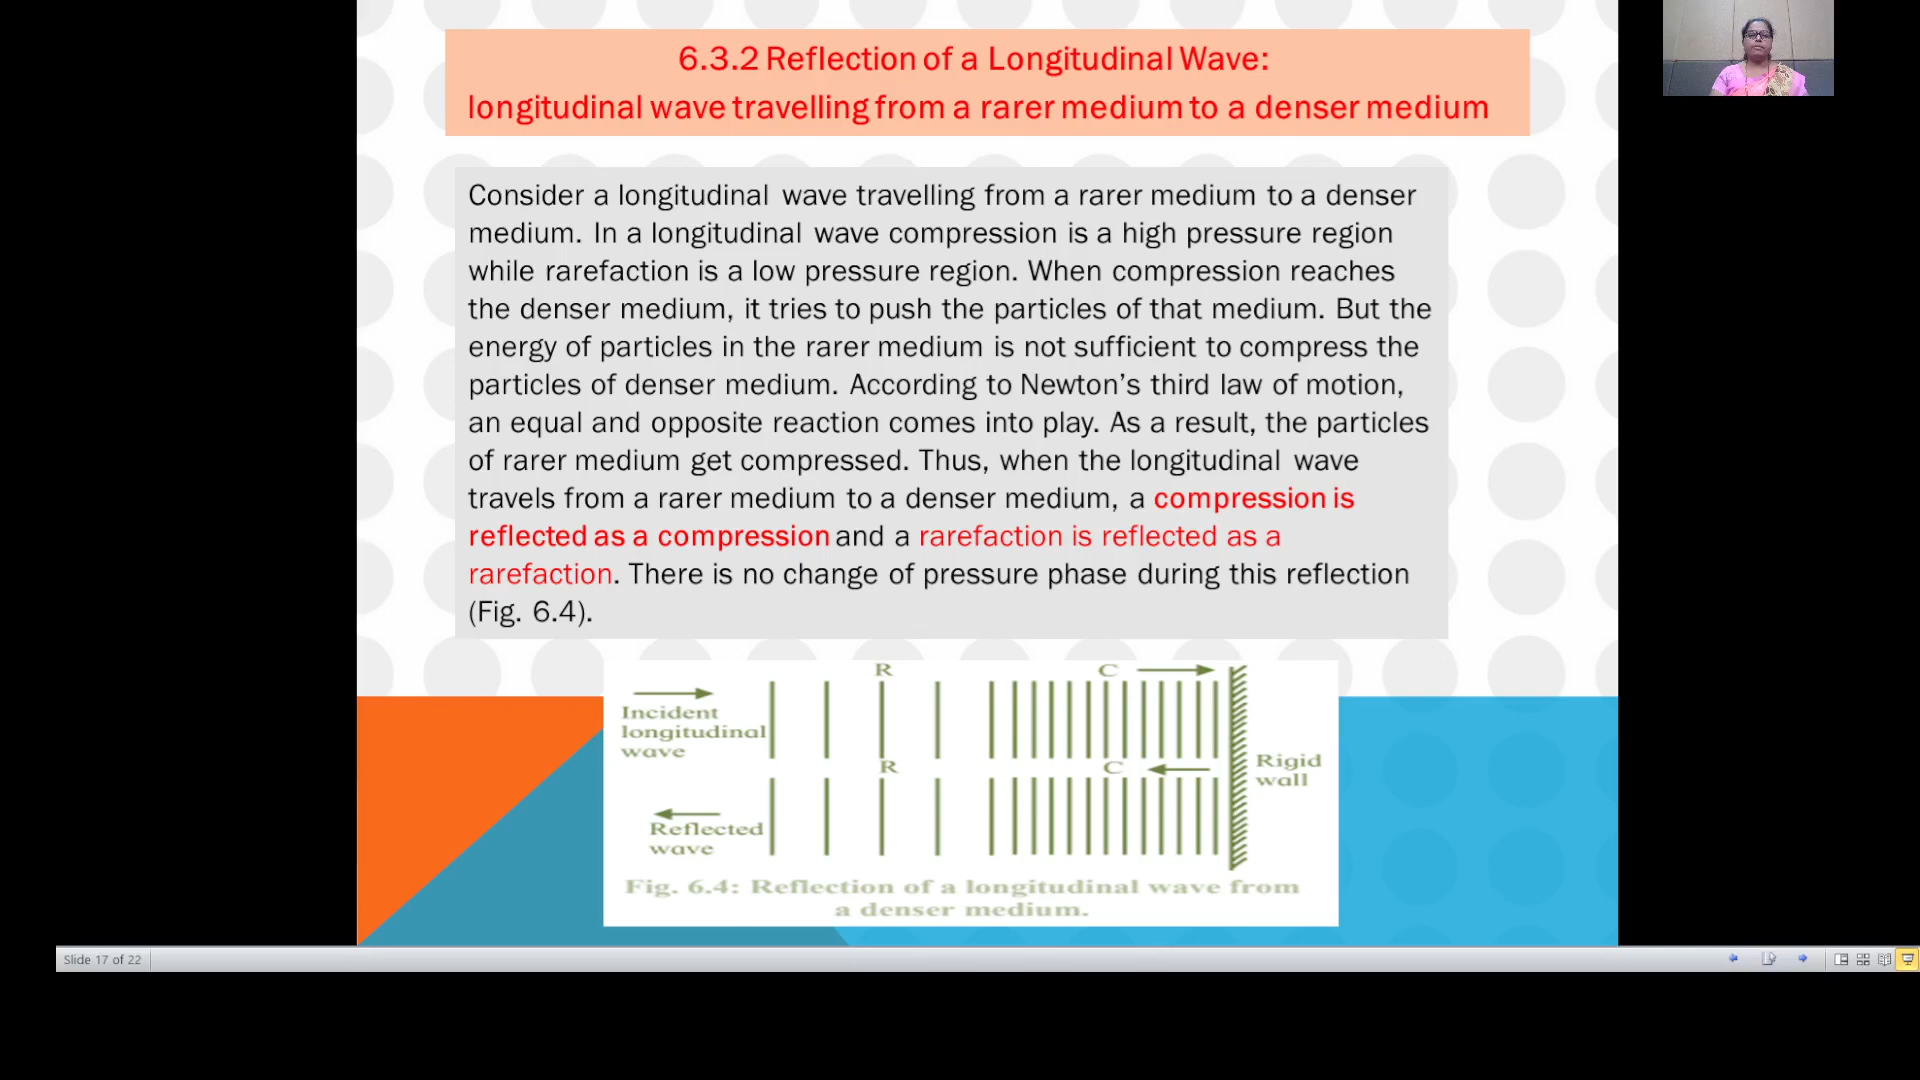 6.3.2 Reflection of a Longitudinal Wave:
longitudinal wave travelling from a rarer medium to a denser medium
Consider a longitudinal wave travelling from a rarer medium to a denser
medium. In a longitudinal wave compression is a high pressure region
while rarefaction is a low pressure region. When compression reaches
the denser medium, it tries to push the particles of that medium. But the
energy of particles in the rarer medium is not sufficient to compress the
particles of denser medium. According to Newton’s third law of motion,
an equal and opposite reaction comes into play. As a result, the particles
of rarer medium get compressed. Thus, when the longitudinal wave
travels from a rarer medium to a denser medium, a compression is
reflected as a compression and a rarefaction is reflected as a
rarefaction. There is no change of pressure phase during this reflection
(Fig. 6.4).
R
C
Incident
longitudinal
wave
R
C
Rigid
wall
Reflected
wave
Fig. 6.4: Reflection of a longitudinal wave from
a denser medium.
Slide 17 of 22